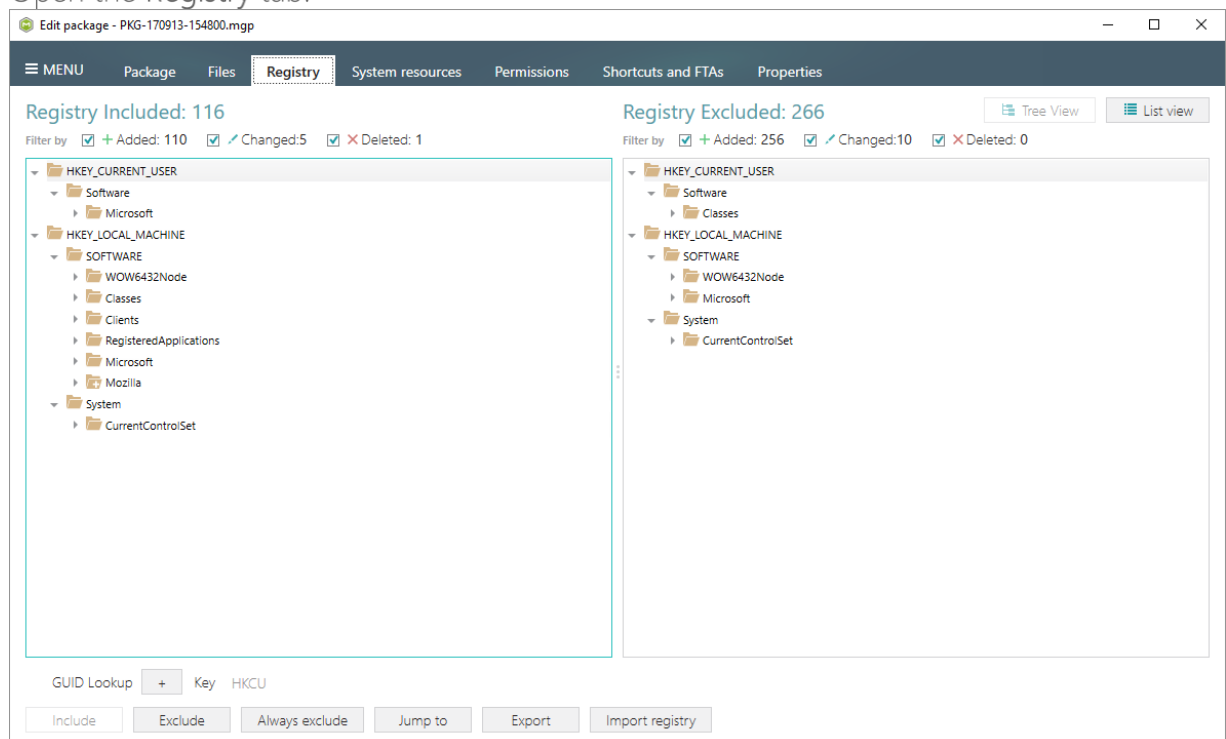 Open the Registry tab.
Edit package - PKG-170913-154800.mgp
MENU Package Files Registry System resources Permissions Shortcuts and FTAs Properties
Registry Included: 116
Filter by + Added: 110 Changed:5 Deleted: 1
HKEY_CURRENT_USER
Software
Microsoft
HKEY_LOCAL_MACHINE
SOFTWARE
WOW6432Node
Classes
Clients
RegisteredApplications
Microsoft
Mozilla
System
CurrentControlSet
Registry Excluded: 266
Tree View List view
Filter by + Added: 256 Changed:10 Deleted: 0
HKEY_CURRENT_USER
Software
Classes
HKEY_LOCAL_MACHINE
SOFTWARE
WOW6432Node
Microsoft
System
CurrentControlSet
GUID Lookup + Key HKCU
Include Exclude Always exclude Jump to Export Import registry